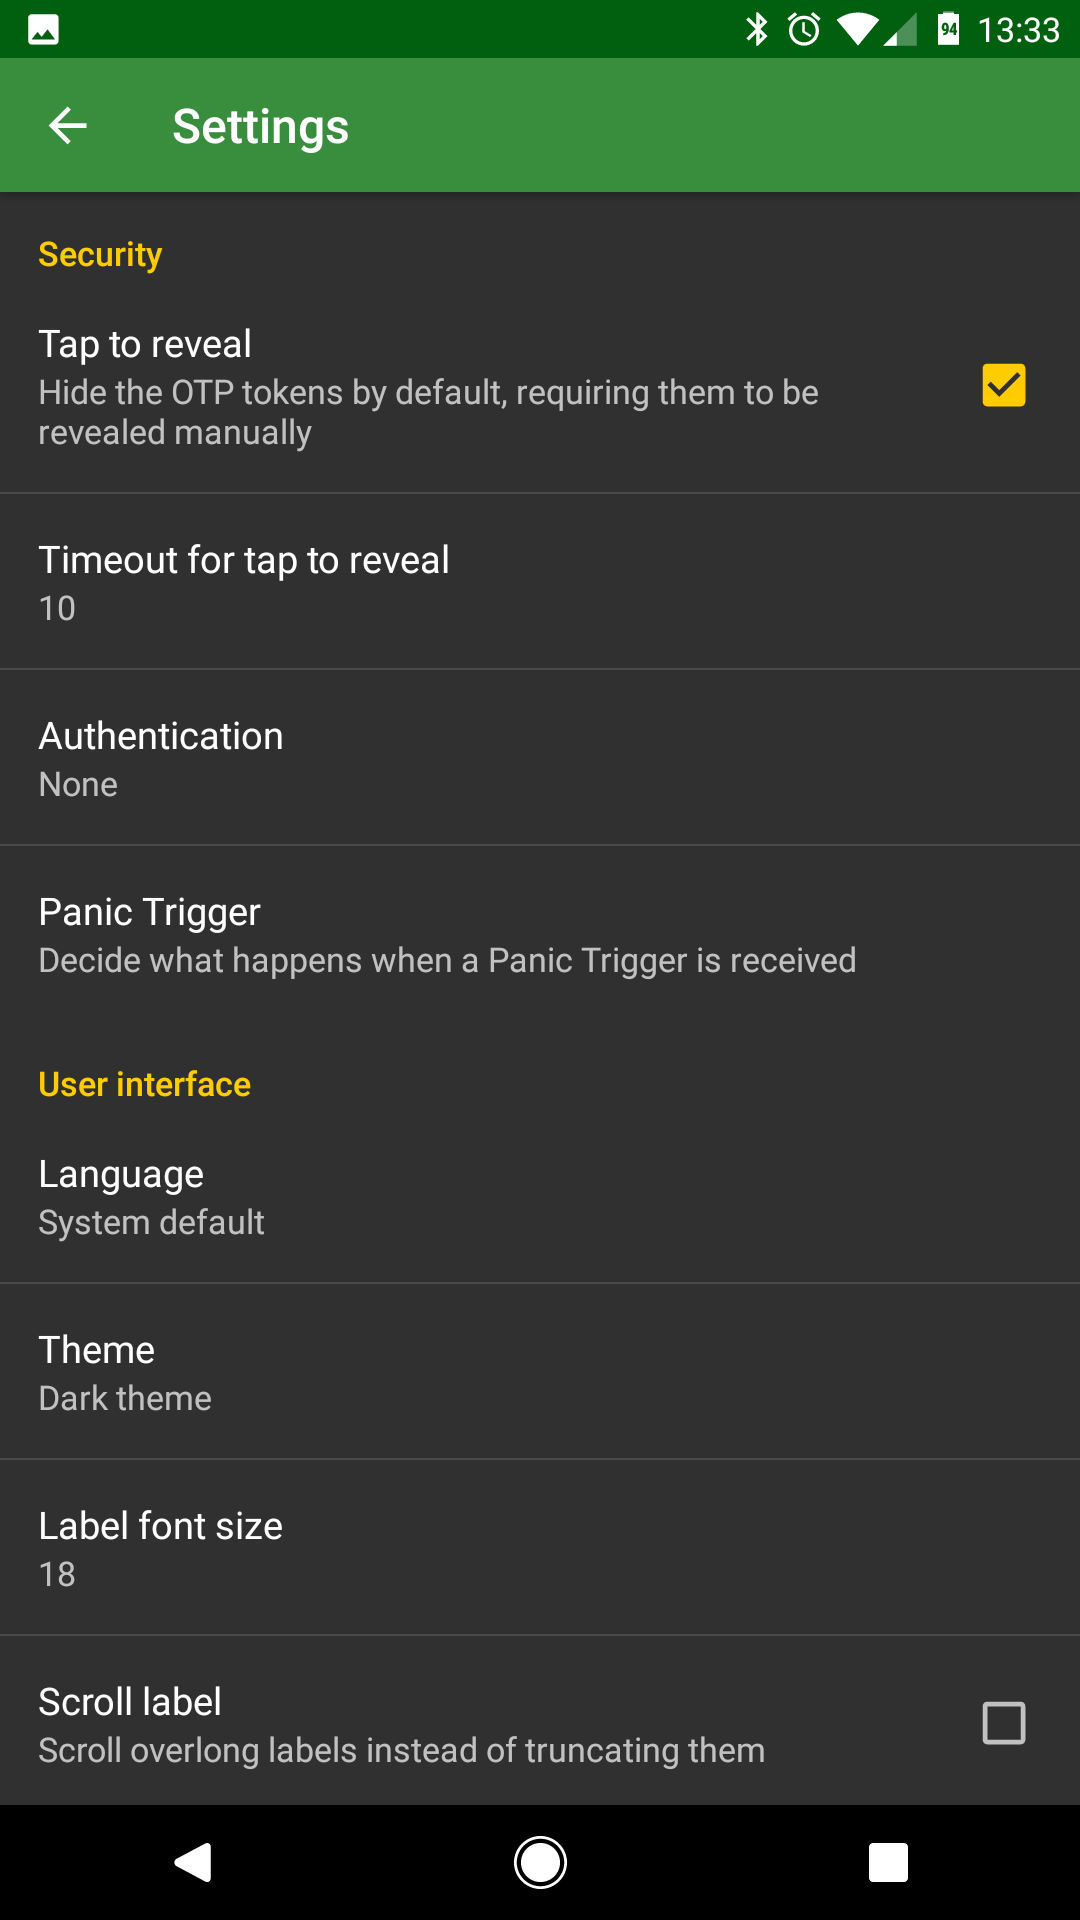 94 13:33
Settings
Security
Tap to reveal
Hide the OTP tokens by default, requiring them to be
revealed manually
Timeout for tap to reveal
10
Authentication
None
Panic Trigger
Decide what happens when a Panic Trigger is received
User interface
Language
System default
Theme
Dark theme
Label font size
18
Scroll label
Scroll overlong labels instead of truncating them